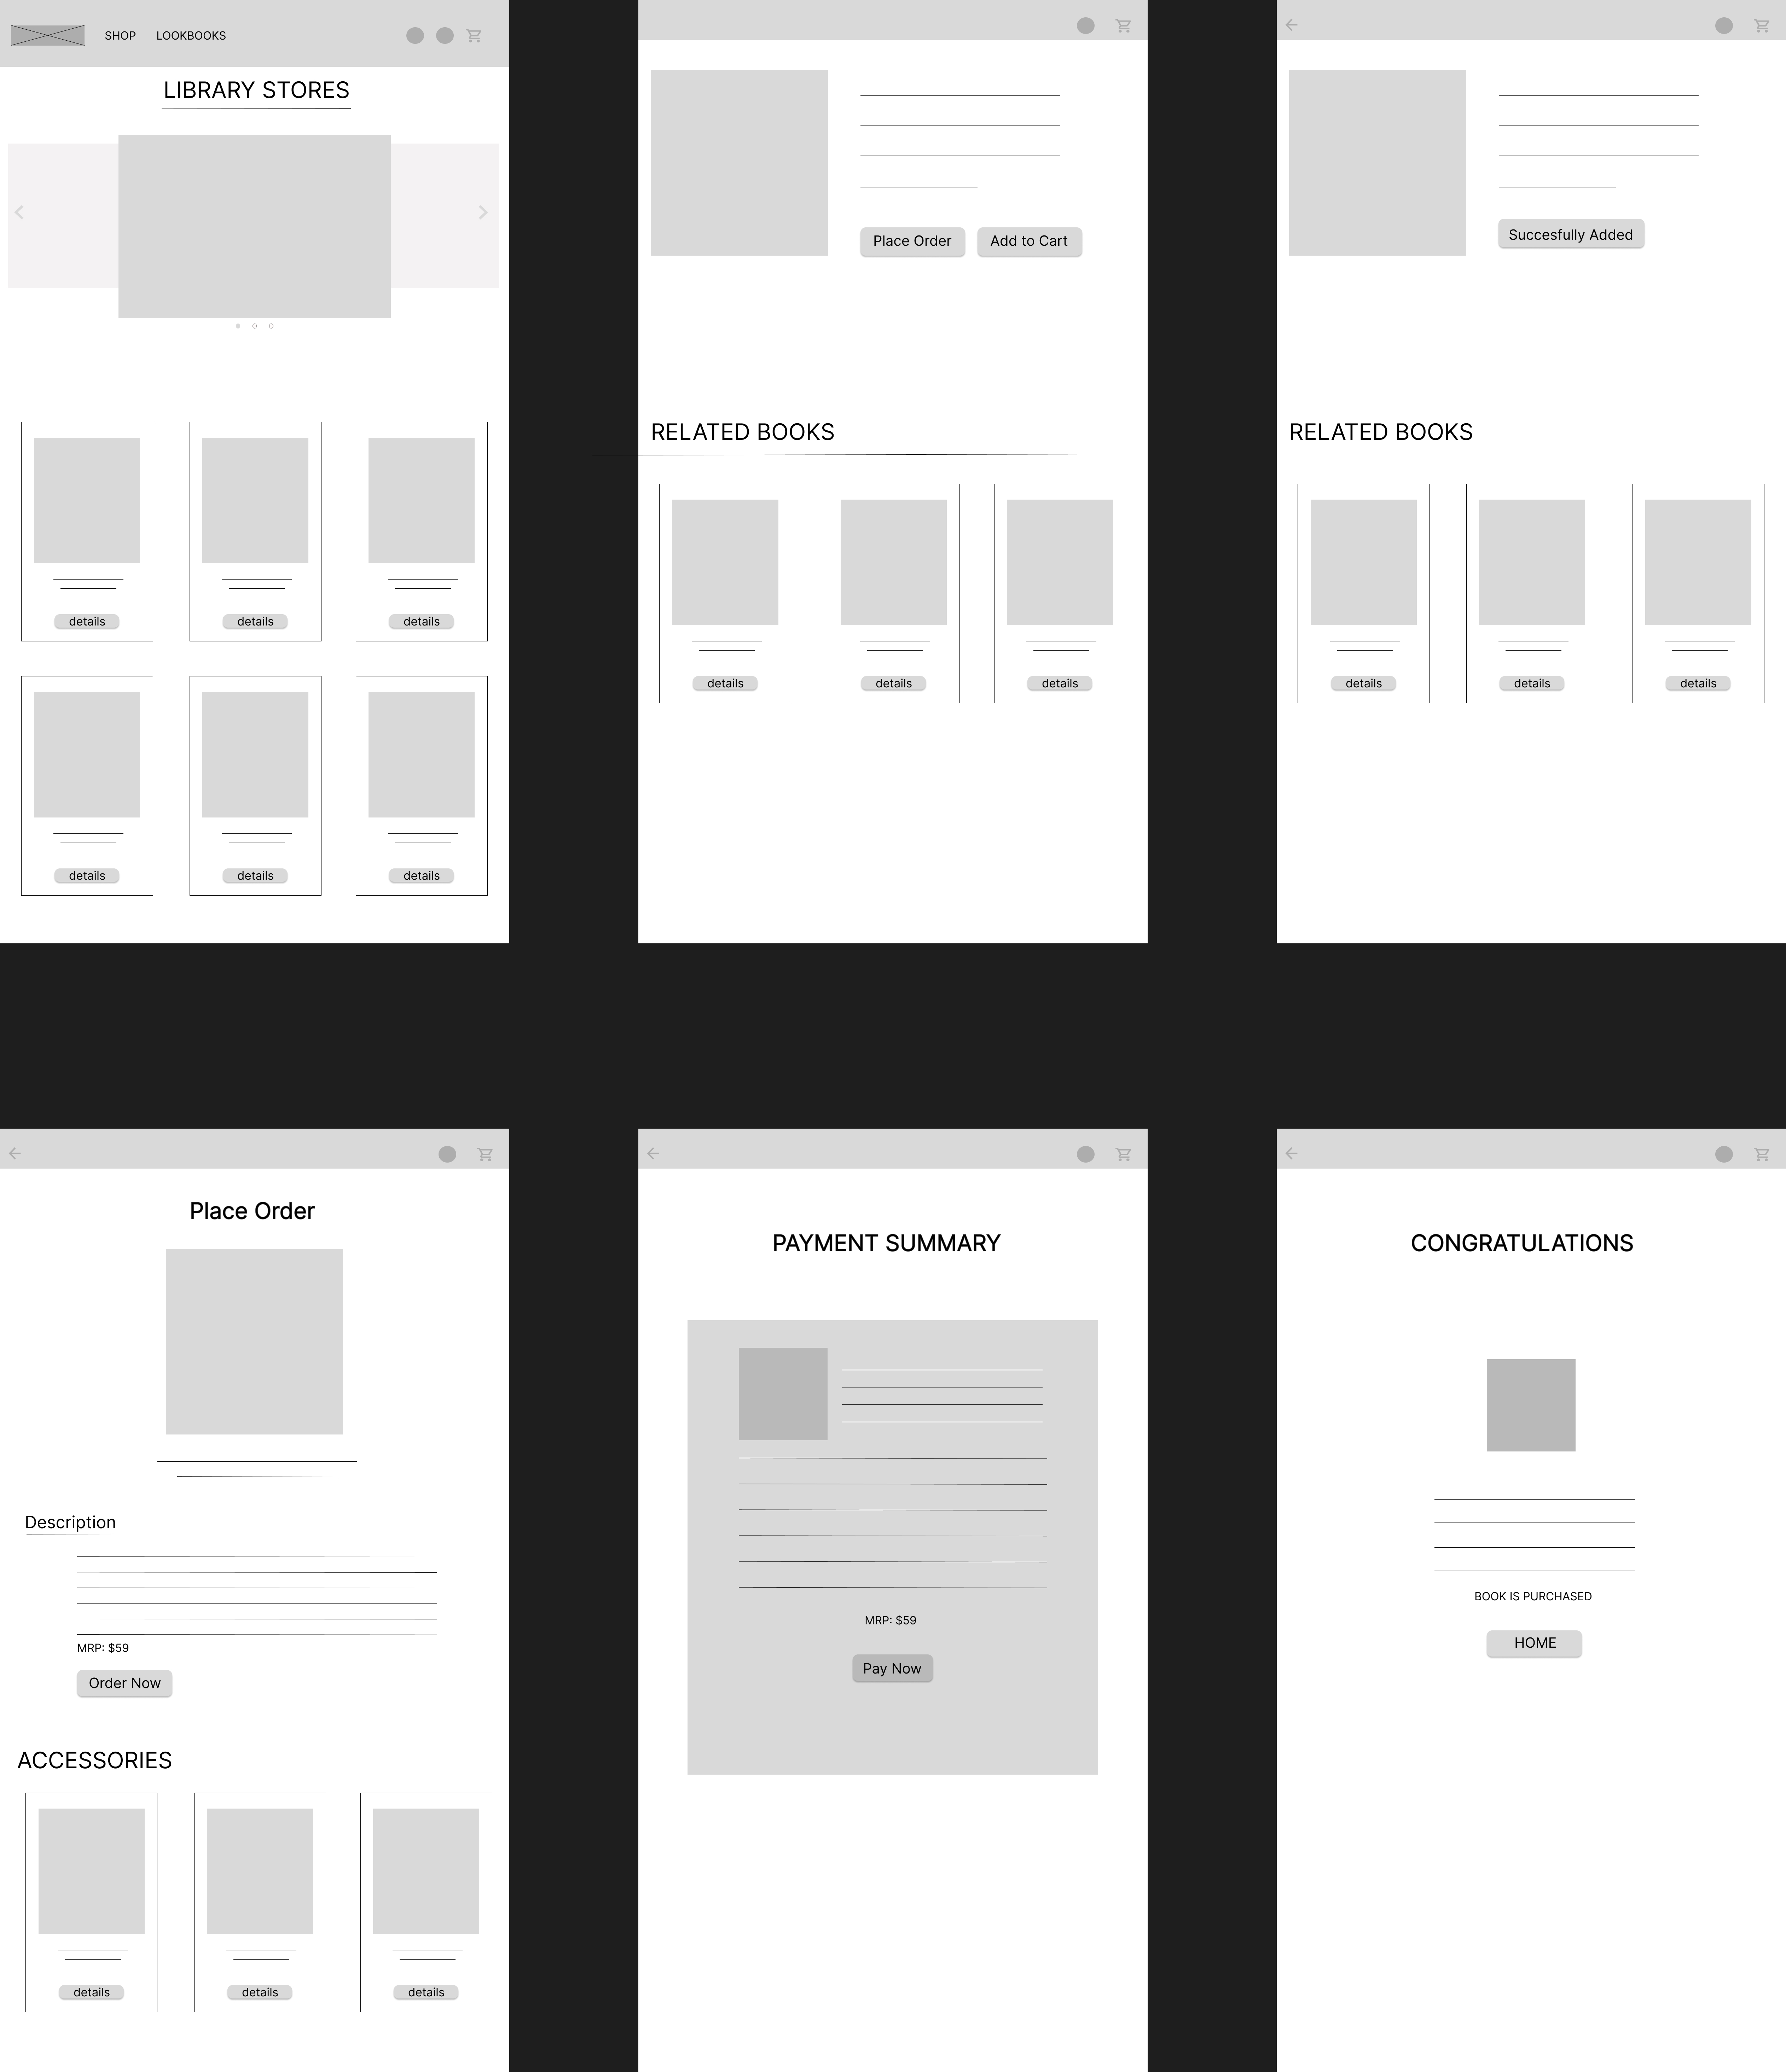 SHOP LOOKBOOKS
LIBRARY STORES
details details details
details details details
Place Order Add to Cart
RELATED BOOKS
details details details
Succesfully Added
RELATED BOOKS
details details details
Place Order
Description
MRP: $59
Order Now
ACCESSORIES
details details details
PAYMENT SUMMARY
MRP: $59
Pay Now
CONGRATULATIONS
BOOK IS PURCHASED
HOME